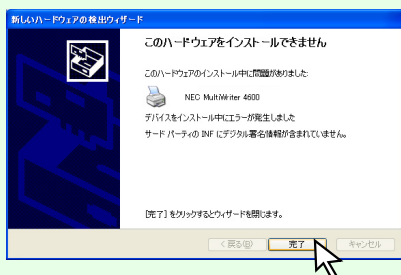 新しいハードウェアの検出ウィザード
このハードウェアをインストールできません
このハードウェアのインストール中に問題がありました:
NEC MultiWriter 4600
デバイスをインストール中にエラーが発生しました
サード パーティの INF にデジタル署名情報が含まれていません。
[完了] をクリックするとウィザードを閉じます。
< 戻る(B) 完了 キャンセル